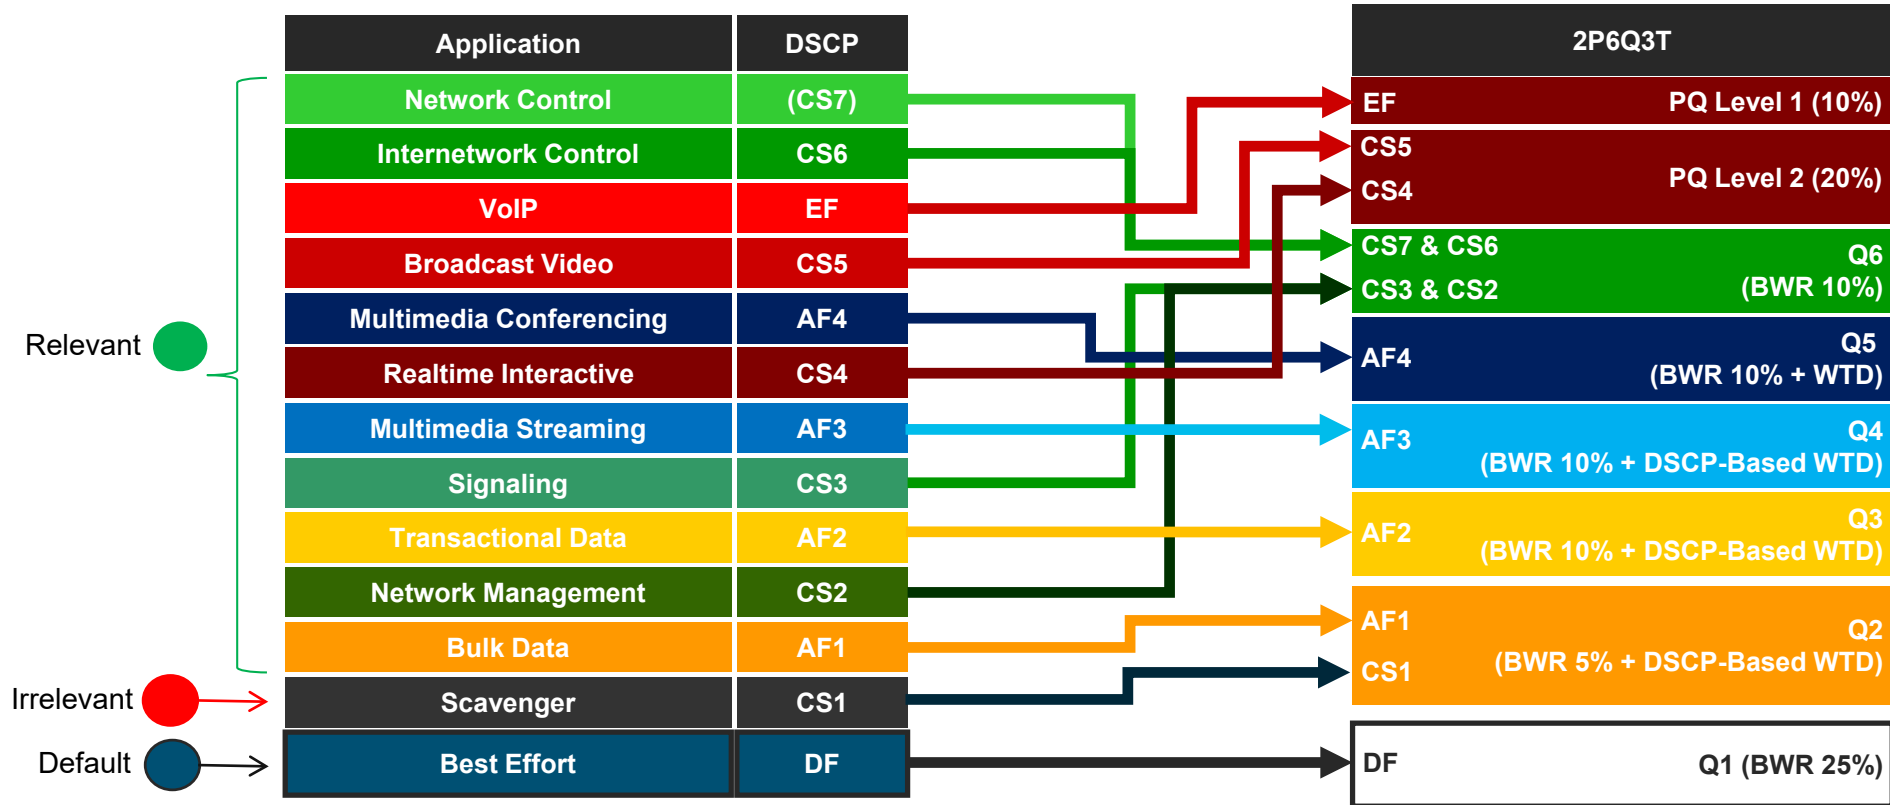 Application DSCP
Network Control (CS7)
Internetwork Control CS6
VoIP EF
Broadcast Video CS5
Multimedia Conferencing AF4
Realtime Interactive CS4
Multimedia Streaming AF3
Signaling CS3
Transactional Data AF2
Network Management CS2
Bulk Data AF1
Scavenger CS1
Best Effort DF
Relevant
Irrelevant
Default
2P6Q3T
EF PQ Level 1 (10%)
CS5
CS4
PQ Level 2 (20%)
CS7 & CS6
CS3 & CS2
Q6
(BWR 10%)
AF4
Q5
(BWR 10% + WTD)
AF3
Q4
(BWR 10% + DSCP-Based WTD)
AF2
Q3
(BWR 10% + DSCP-Based WTD)
AF1
CS1
Q2
(BWR 5% + DSCP-Based WTD)
DF Q1 (BWR 25%)